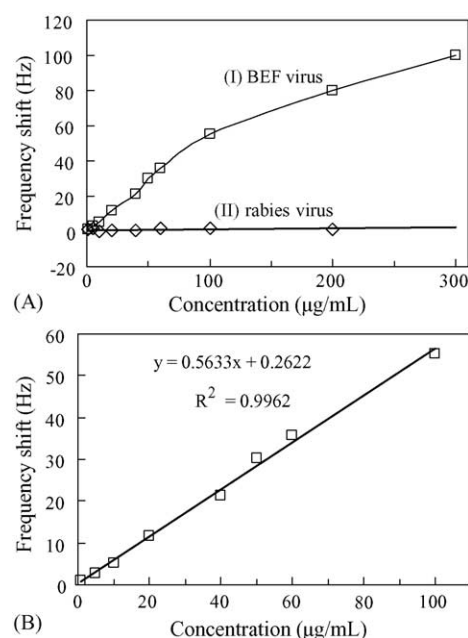 120
100
80
60
40
20
0
-20
Frequency shift (Hz)
(I) BEF virus
(II) rabies virus
0 100 200 300
Concentration (μg/mL)
(A)
60
50
40
30
20
10
0
Frequency shift (Hz)
y = 0.5633x + 0.2622
R² = 0.9962
0 20 40 60 80 100
Concentration (μg/mL)
(B)